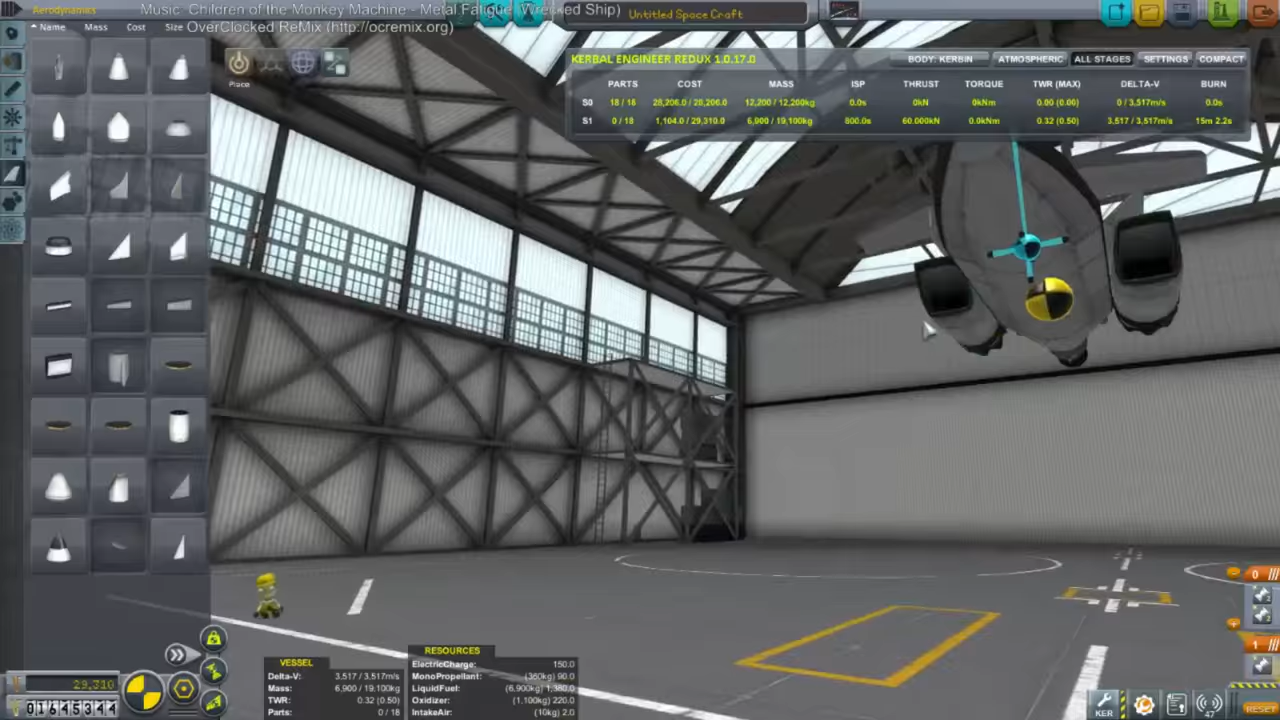 Music: Children of the Monkey Machine - Metal Fatigue (Wrecked Ship)
OverClocked ReMix (http://ocremix.org)
Aerodynamics
Untitled Space Craft
Name Mass Cost Size
Place
KERBAL ENGINEER REDUX 1.0.17.0
BODY: KERBIN ATMOSPHERIC ALL STAGES SETTINGS COMPACT
PARTS COST MASS ISP THRUST TORQUE TWR (MAX) DELTA-V BURN
S0 18 / 18 28,206.0 / 28,206.0 12,200 / 12,200kg 0.0s 0kN 0kNm 0.00 (0.00) 0 / 3,517m/s 0.0s
S1 0 / 18 1,104.0 / 29,310.0 6,900 / 19,100kg 800.0s 60.000kN 0.0kNm 0.32 (0.50) 3,517 / 3,517m/s 15m 2.2s
0
1
29,310
01645344
VESSEL
Delta-V: 3,517 / 3,517m/s
Mass: 6,900 / 19,100kg
TWR: 0.32 (0.50)
Parts: 0 / 18
RESOURCES
ElectricCharge: 150.0
MonoPropellant: (360kg) 90.0
LiquidFuel: (6,900kg) 1,380.0
Oxidizer: (1,100kg) 220.0
IntakeAir: (10kg) 2.0
KER
47
RESET